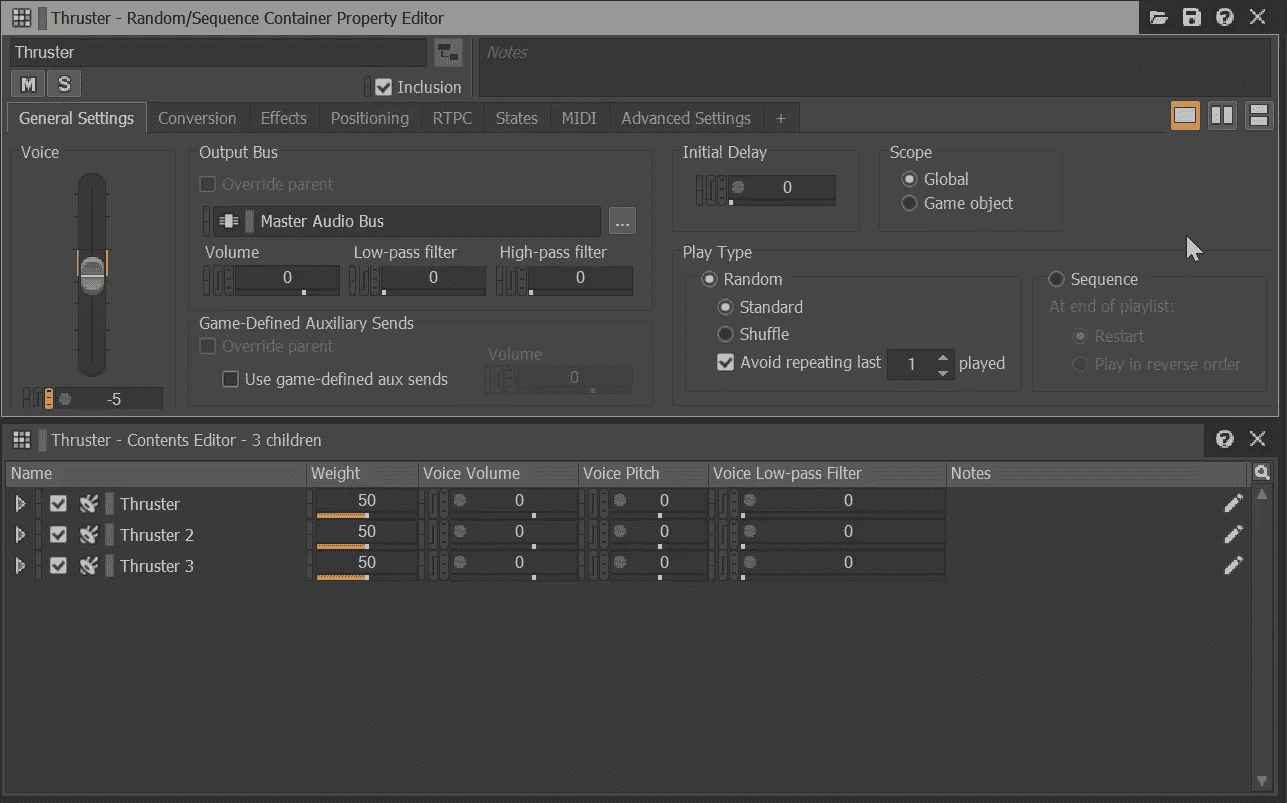 Thruster - Random/Sequence Container Property Editor
Thruster
Notes
M S
Inclusion
General Settings Conversion Effects Positioning RTPC States MIDI Advanced Settings +
Voice
-5
Output Bus
Override parent
Master Audio Bus ...
Volume Low-pass filter High-pass filter
0 0 0
Game-Defined Auxiliary Sends
Override parent
Volume
Use game-defined aux sends 0
Initial Delay
0
Scope
Global
Game object
Play Type
Random
Standard
Shuffle
Avoid repeating last 1 played
Sequence
At end of playlist:
Restart
Play in reverse order
Thruster - Contents Editor - 3 children
Name Weight Voice Volume Voice Pitch Voice Low-pass Filter Notes
Thruster 50 0 0 0
Thruster 2 50 0 0 0
Thruster 3 50 0 0 0